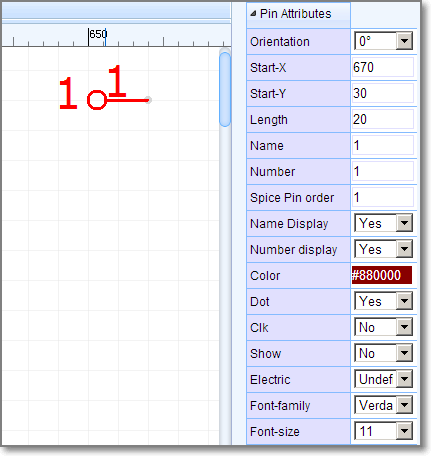 650
1
1
Pin Attributes
Orientation 0°
Start-X 670
Start-Y 30
Length 20
Name 1
Number 1
Spice Pin order 1
Name Display Yes
Number display Yes
Color #880000
Dot Yes
Clk No
Show No
Electric Undef
Font-family Verda
Font-size 11